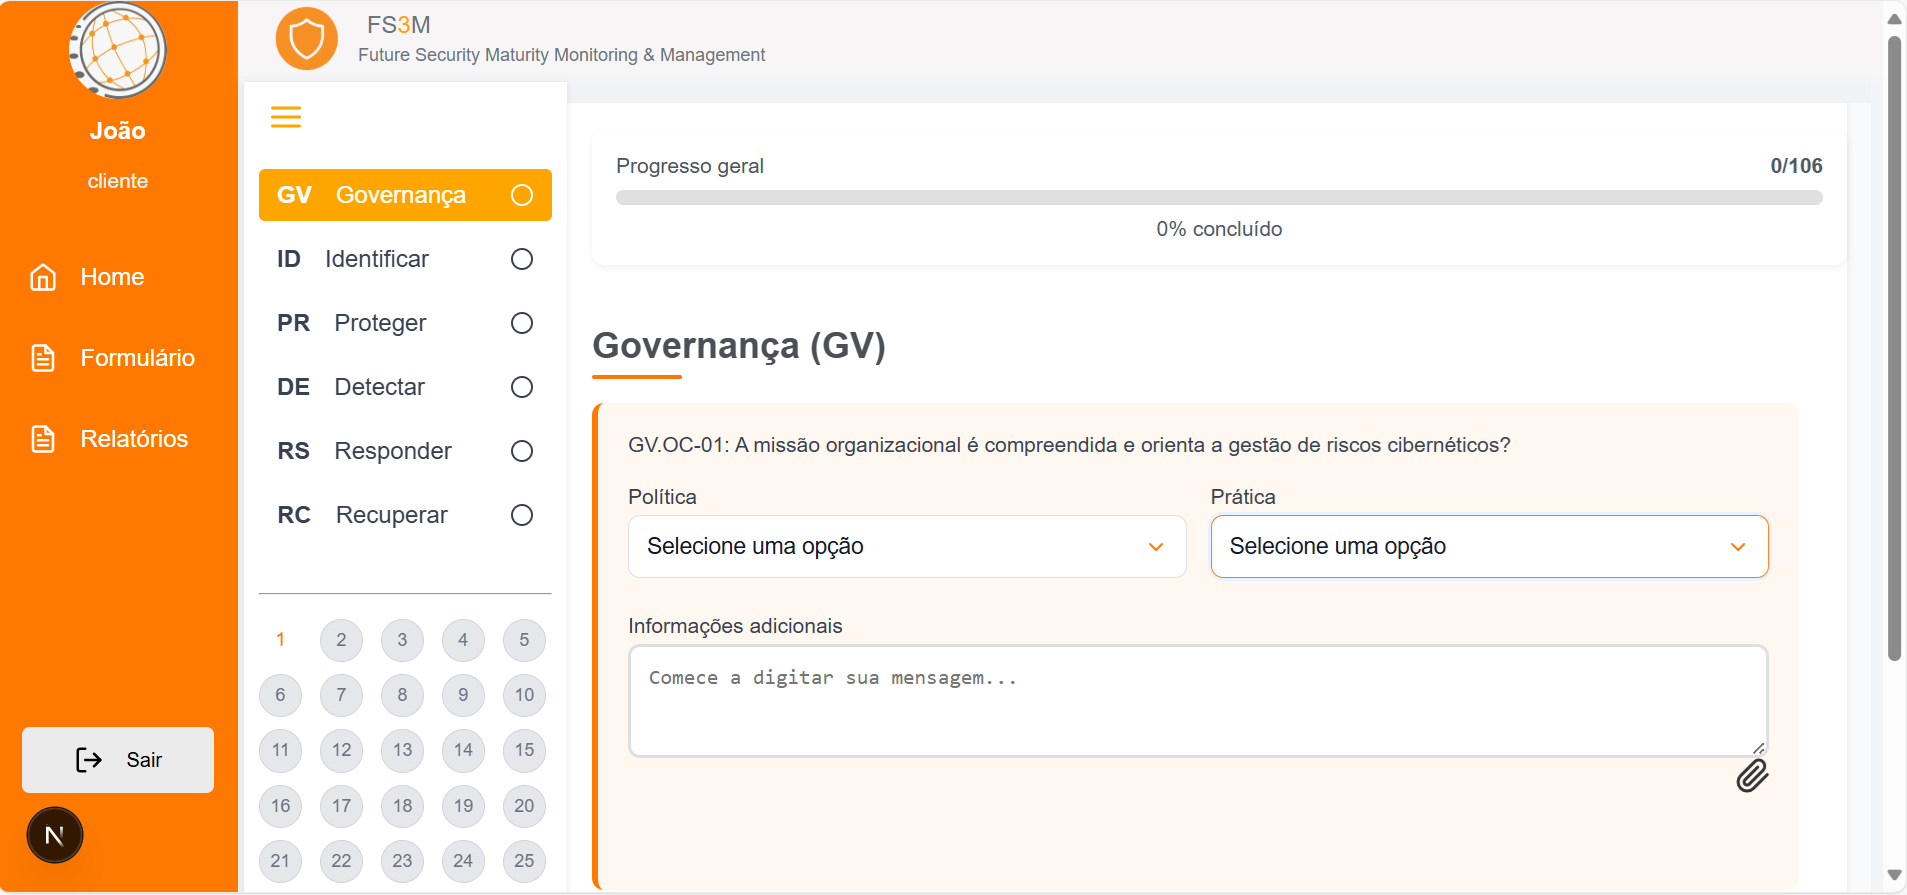 João
cliente
Home
Formulário
Relatórios
Sair
N
FS3M
Future Security Maturity Monitoring & Management
GV Governança
ID Identificar
PR Proteger
DE Detectar
RS Responder
RC Recuperar
1 2 3 4 5
6 7 8 9 10
11 12 13 14 15
16 17 18 19 20
21 22 23 24 25
Progresso geral 0/106
0% concluído
Governança (GV)
GV.OC-01: A missão organizacional é compreendida e orienta a gestão de riscos cibernéticos?
Política Prática
Selecione uma opção Selecione uma opção
Informações adicionais
Comece a digitar sua mensagem...